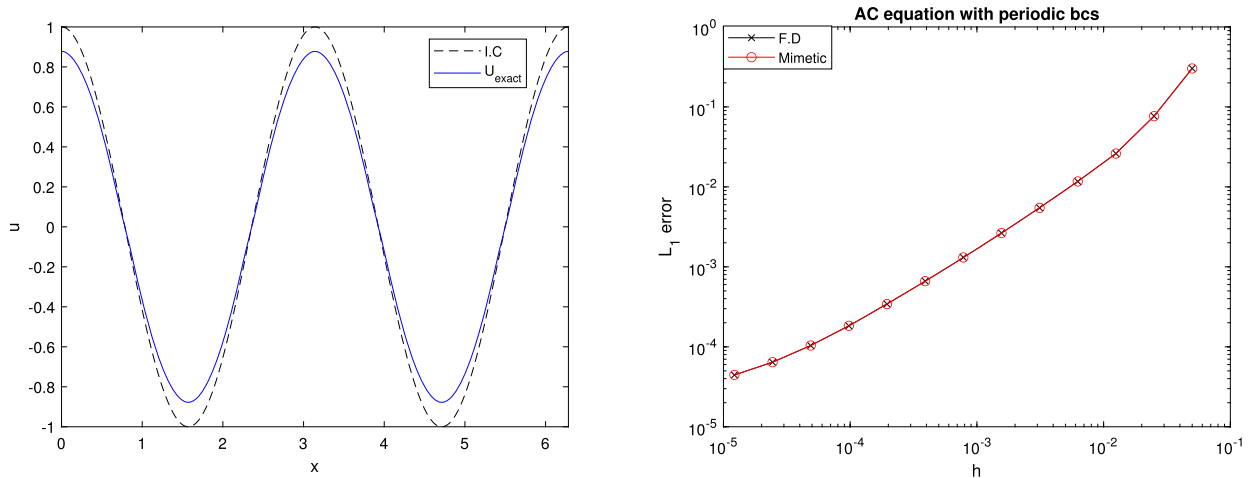 I.C
U_exact
1
0.8
0.6
0.4
0.2
0
-0.2
-0.4
-0.6
-0.8
-1
u
0 1 2 3 4 5 6
x
AC equation with periodic bcs
F.D
Mimetic
10^0
10^-1
10^-2
10^-3
10^-4
10^-5
L_1 error
10^-5 10^-4 10^-3 10^-2 10^-1
h